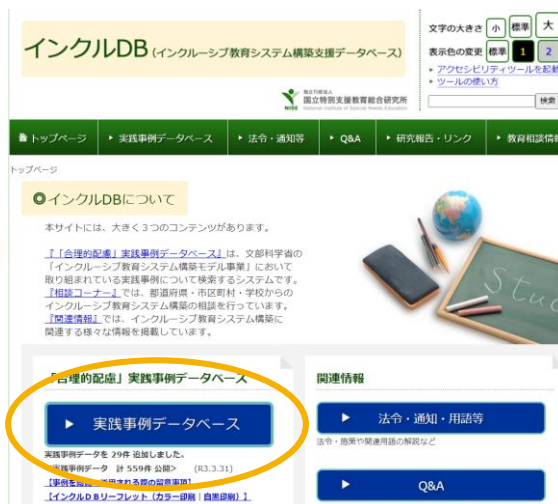 インクルDB (インクルーシブ教育システム構築支援データベース)
文字の大きさ 小 標準 大
表示色の変更 標準 1 2
アクセシビリティツールを起動
ツールの使い方
検索
独立行政法人
国立特別支援教育総合研究所
NISE National Institute of Special Needs Education
トップページ 実践事例データベース 法令・通知等 Q&A 研究報告・リンク 教育相談情報
トップページ
インクルDBについて
本サイトには、大きく３つのコンテンツがあります。
『「合理的配慮」実践事例データベース』は、文部科学省の
「インクルーシブ教育システム構築モデル事業」において
取り組まれている実践事例について検索するシステムです。
『相談コーナー』では、都道府県・市区町村・学校からの
インクルーシブ教育システム構築の相談を行っています。
『関連情報』では、インクルーシブ教育システム構築に
関連する様々な情報を掲載しています。
Stuc
「合理的配慮」実践事例データベース
実践事例データベース
実践事例データを 29件 追加しました。
実践事例データ 計 559件 公開> (R3.3.31)
【インクルＤＢリーフレット（カラー印刷｜白黒印刷）】
関連情報
法令・通知・用語等
法令・施策や関連用語の解説など
Q&A